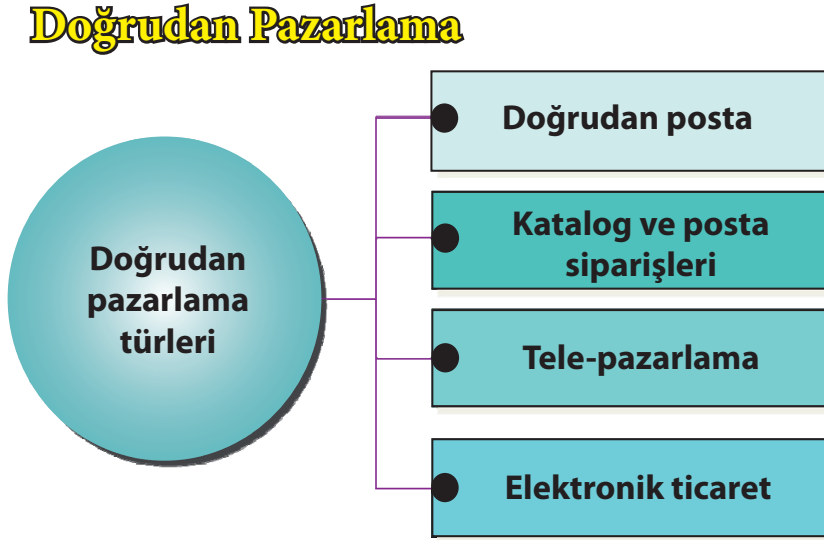 Doğrudan Pazarlama
Doğrudan
pazarlama
türleri
Doğrudan posta
Katalog ve posta
siparişleri
Tele-pazarlama
Elektronik ticaret